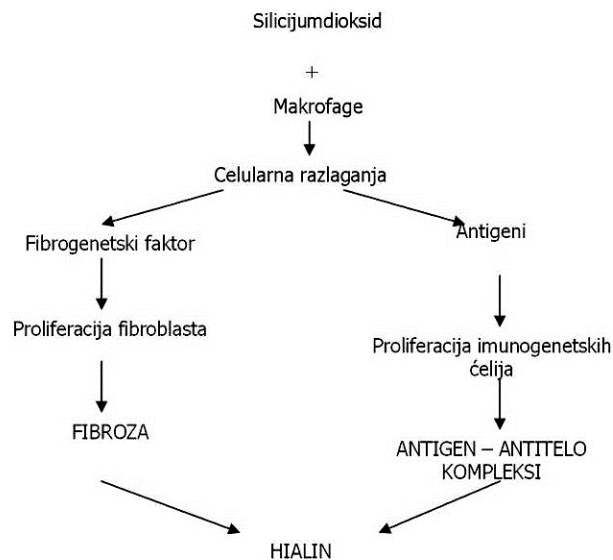 Silicijumdioksid
+
Makrofage
Celularna razlaganja
Fibrogenetski faktor
Antigeni
Proliferacija fibroblasta
Proliferacija imunogenetskih
ćelija
FIBROZA
ANTIGEN – ANTITELO
KOMPLEKSI
HIALIN